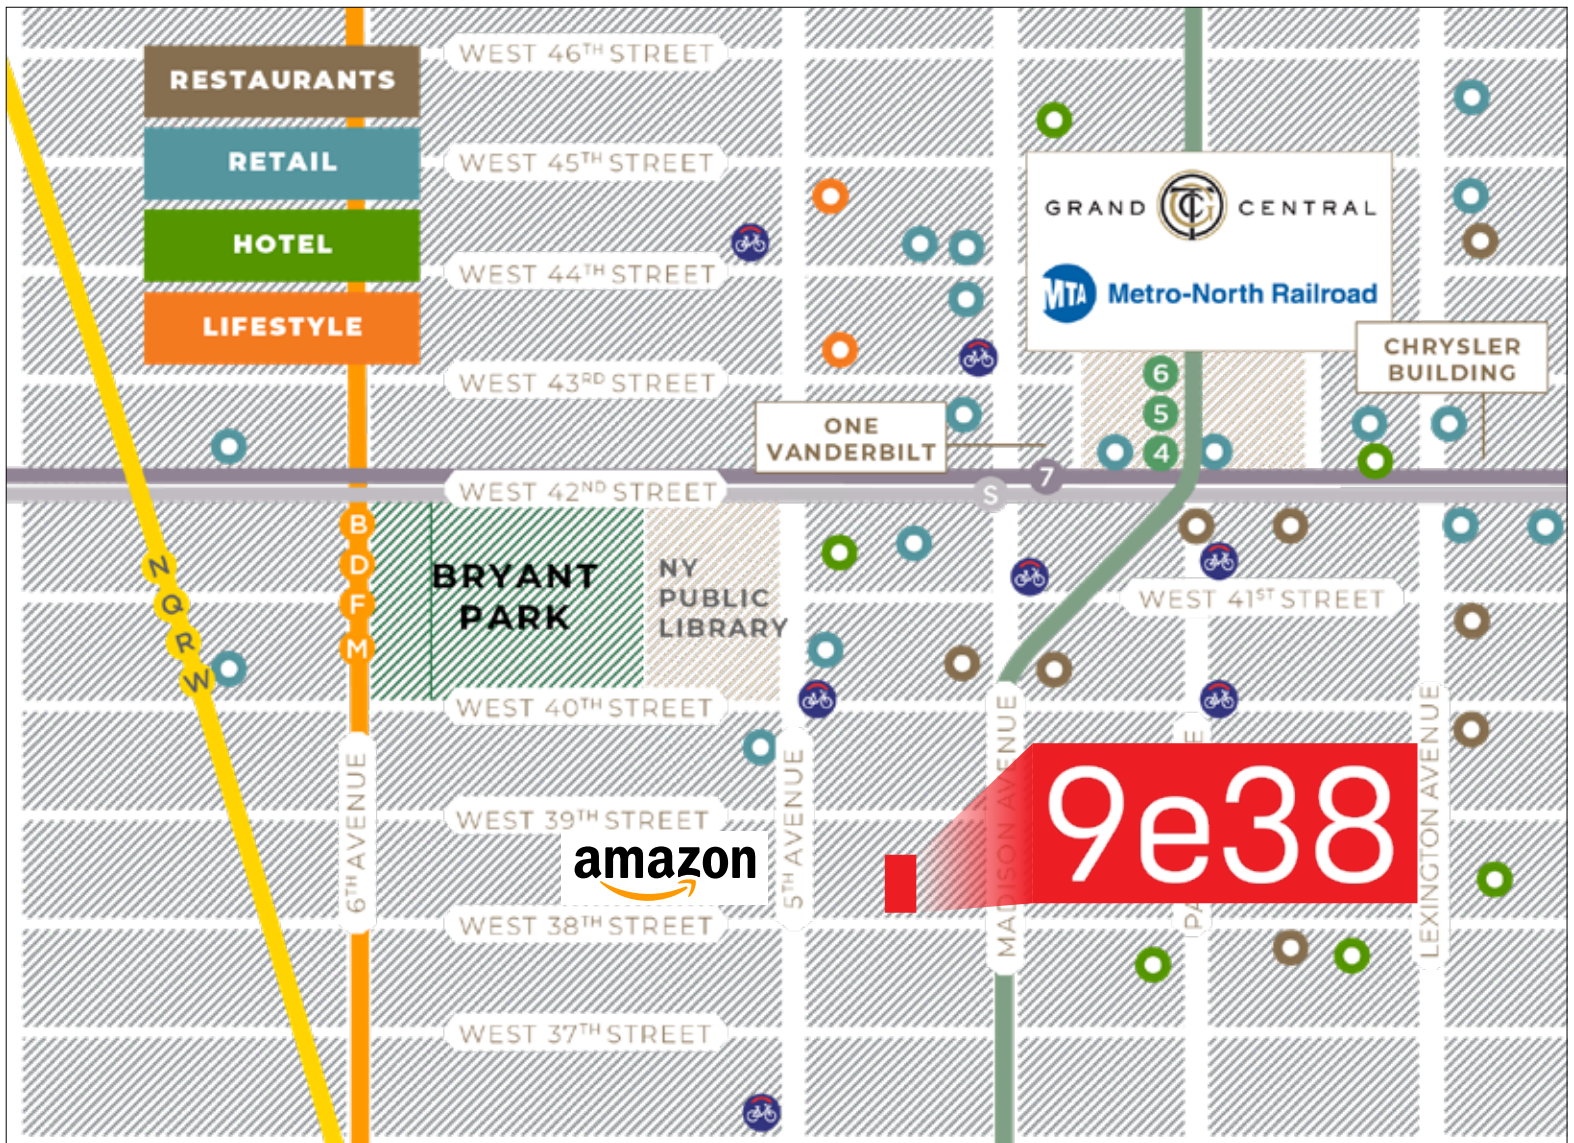 WEST 46TH STREET
RESTAURANTS
WEST 45TH STREET
RETAIL
GRAND CENTRAL
HOTEL
WEST 44TH STREET
MTA Metro-North Railroad
LIFESTYLE
WEST 43RD STREET
CHRYSLER
BUILDING
6
5
4
ONE
VANDERBILT
7
S
WEST 42ND STREET
B
D
F
M
N
Q
R
W
BRYANT
PARK
NY
PUBLIC
LIBRARY
WEST 41ST STREET
WEST 40TH STREET
6TH AVENUE
5TH AVENUE
MADISON AVENUE
LEXINGTON AVENUE
WEST 39TH STREET
amazon
9e38
WEST 38TH STREET
WEST 37TH STREET